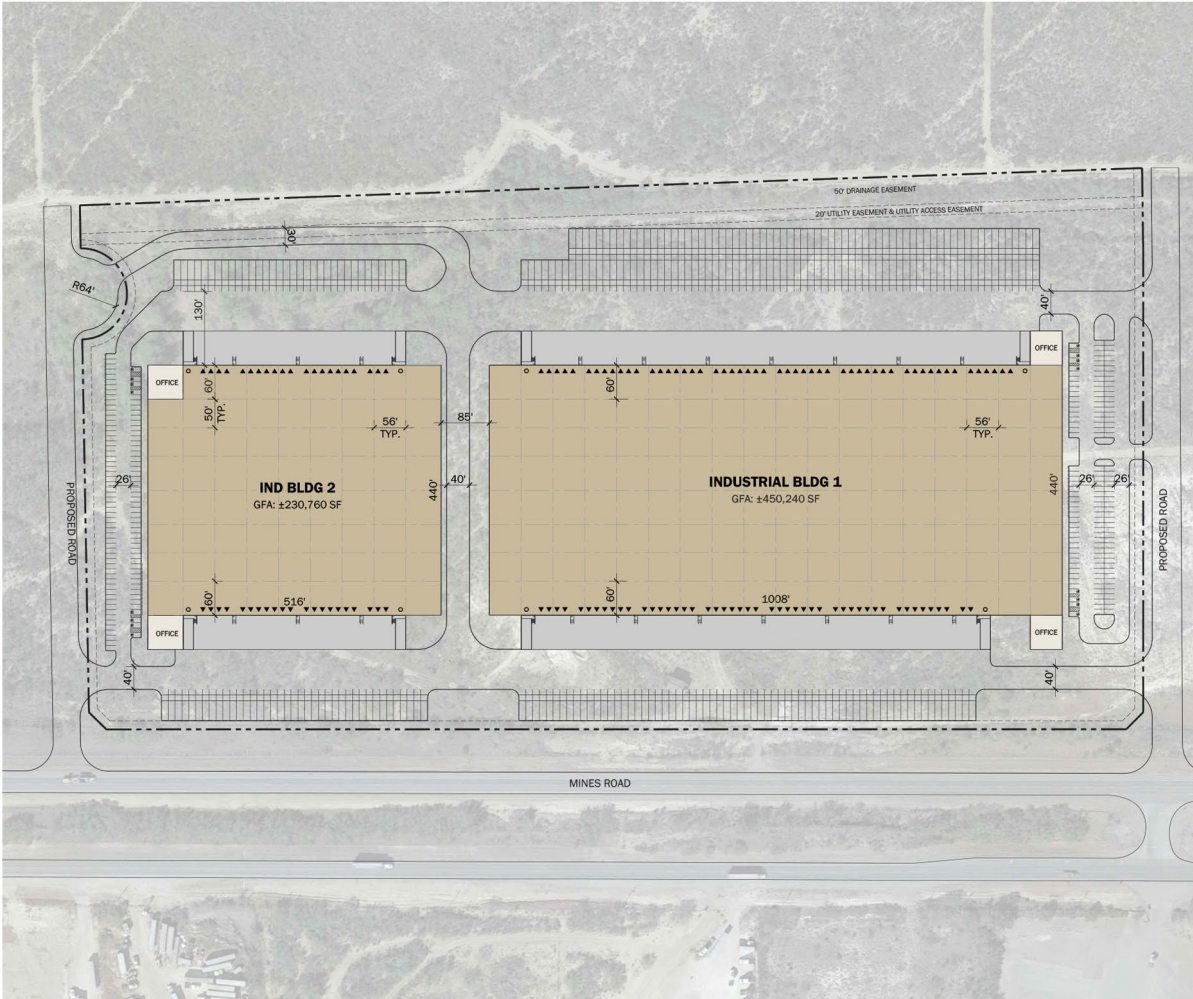 50' DRAINAGE EASEMENT
20' UTILITY EASEMENT & UTILITY ACCESS EASEMENT
30'
R64'
130'
40'
OFFICE
OFFICE
60'
50'
TYP.
56'
TYP.
85'
60'
56'
TYP.
26'
IND BLDG 2
GFA: ±230,760 SF
440'
40'
INDUSTRIAL BLDG 1
GFA: ±450,240 SF
440'
26'
26'
PROPOSED ROAD
PROPOSED ROAD
60'
516'
60'
1008'
OFFICE
OFFICE
40'
40'
MINES ROAD